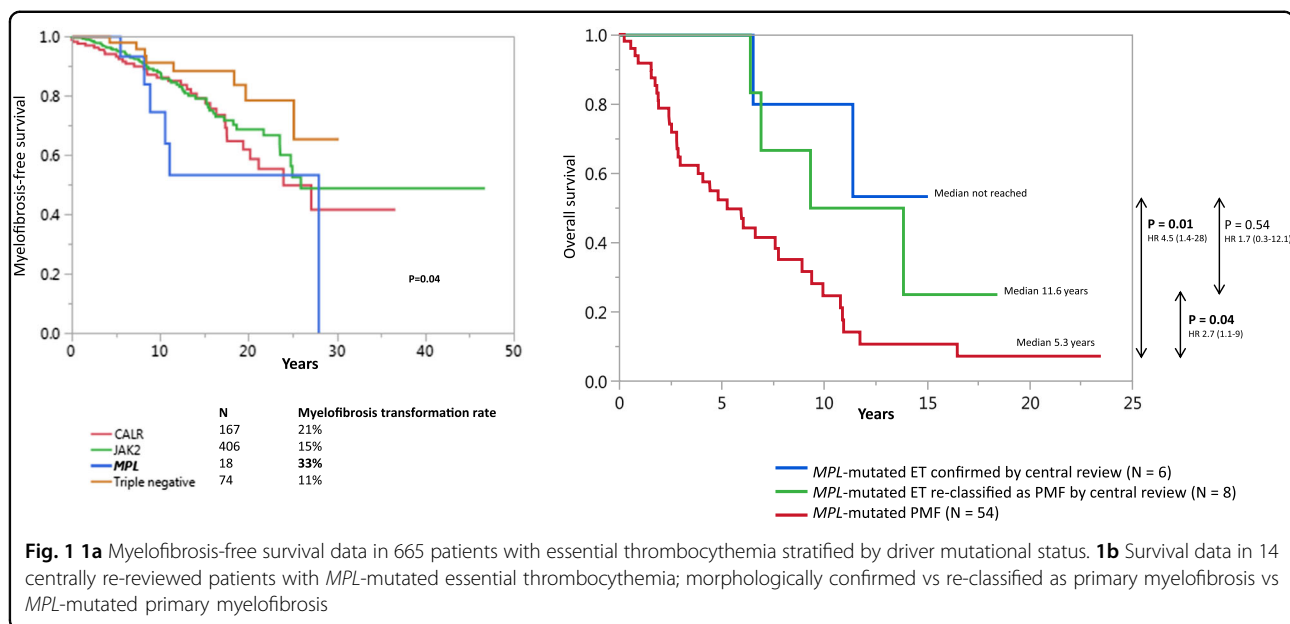 Myelofibrosis-free survival
1.0
0.8
0.6
0.4
0.2
0.0
P=0.04
0 10 20 30 40 50
Years
N Myelofibrosis transformation rate
CALR 167 21%
JAK2 406 15%
MPL 18 33%
Triple negative 74 11%
Overall survival
1.0
0.8
0.6
0.4
0.2
0.0
Median not reached
Median 11.6 years
Median 5.3 years
P = 0.01
HR 4.5 (1.4-28)
P = 0.54
HR 1.7 (0.3-12.1)
P = 0.04
HR 2.7 (1.1-9)
0 5 10 15 20 25
Years
MPL-mutated ET confirmed by central review (N = 6)
MPL-mutated ET re-classified as PMF by central review (N = 8)
MPL-mutated PMF (N = 54)
Fig. 1 1a Myelofibrosis-free survival data in 665 patients with essential thrombocythemia stratified by driver mutational status. 1b Survival data in 14
centrally re-reviewed patients with MPL-mutated essential thrombocythemia; morphologically confirmed vs re-classified as primary myelofibrosis vs
MPL-mutated primary myelofibrosis